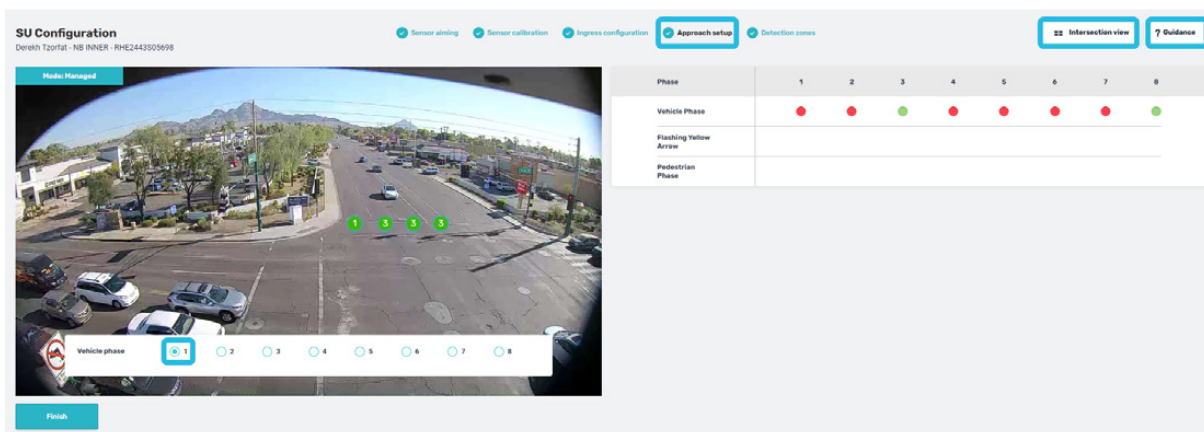 SU Configuration
Derekh Tzorfat - NB INNER - RHE2443S05698
Sensor aiming
Sensor calibration
Ingress configuration
Approach setup
Detection zones
Intersection view
? Guidance
Mode: Managed
1 3 3 3
Vehicle phase 1 2 3 4 5 6 7 8
Finish
Phase 1 2 3 4 5 6 7 8
Vehicle Phase
Flashing Yellow
Arrow
Pedestrian
Phase